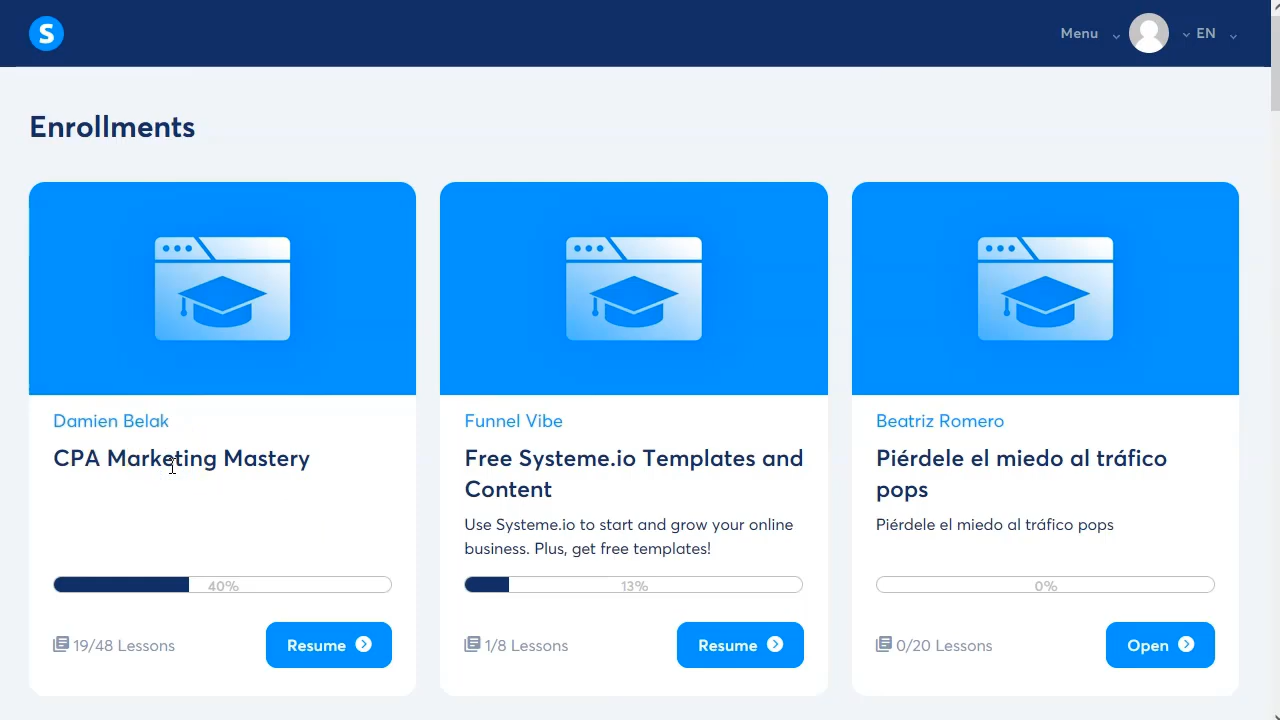 S
Menu
EN
Enrollments
Damien Belak
CPA Marketing Mastery
40%
19/48 Lessons
Resume
Funnel Vibe
Free Systeme.io Templates and
Content
Use Systeme.io to start and grow your online
business. Plus, get free templates!
13%
1/8 Lessons
Resume
Beatriz Romero
Piérdele el miedo al tráfico
pops
Piérdele el miedo al tráfico pops
0%
0/20 Lessons
Open